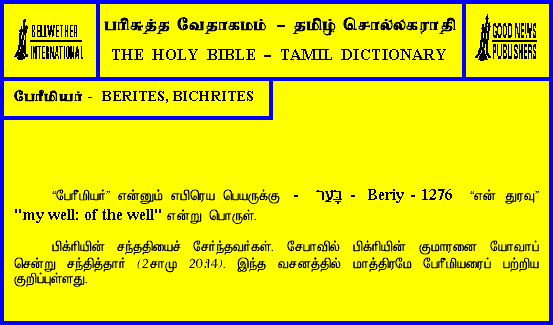 BELLWETHER
INTERNATIONAL
பரிசுத்த வேதாகமம் – தமிழ் சொல்லகராதி
THE HOLY BIBLE – TAMIL DICTIONARY
GOOD NEWS
PUBLISHERS
பேரீமியர் - BERITES, BICHRITES
“பேரீமியர்” என்னும் எபிரெய பெயருக்கு - - Beriy - 1276 “என் துரவு”
"my well: of the well" என்று பொருள்.
பிக்ரியின் சந்ததியைச் சேர்ந்தவர்கள். சேபாவில் பிக்ரியின் குமாரனை யோவாப்
சென்று சந்தித்தார் (2சாமு 20:14). இந்த வசனத்தில் மாத்திரமே பேரீமியரைப் பற்றிய
குறிப்புள்ளது.